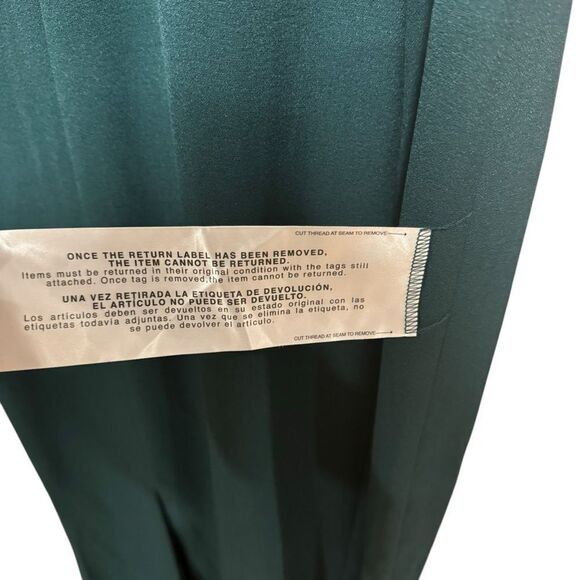 CUT THREAD AT SEAM TO REMOVE
ONCE THE RETURN LABEL HAS BEEN REMOVED,
THE ITEM CANNOT BE RETURNED.
Items must be returned in their original condition with the tags still
attached. Once tag is removed,the item cannot be returned.
UNA VEZ RETIRADA LA ETIQUETA DE DEVOLUCIÓN,
EL ARTÍCULO NO PUEDE SER DEVUELTO.
Los artículos deben ser devueltos en su estado original con las
etiquetas todavía adjuntas. Una vez que se elimina la etiqueta, no
se puede devolver el artículo.
CUT THREAD AT SEAM TO REMOVE